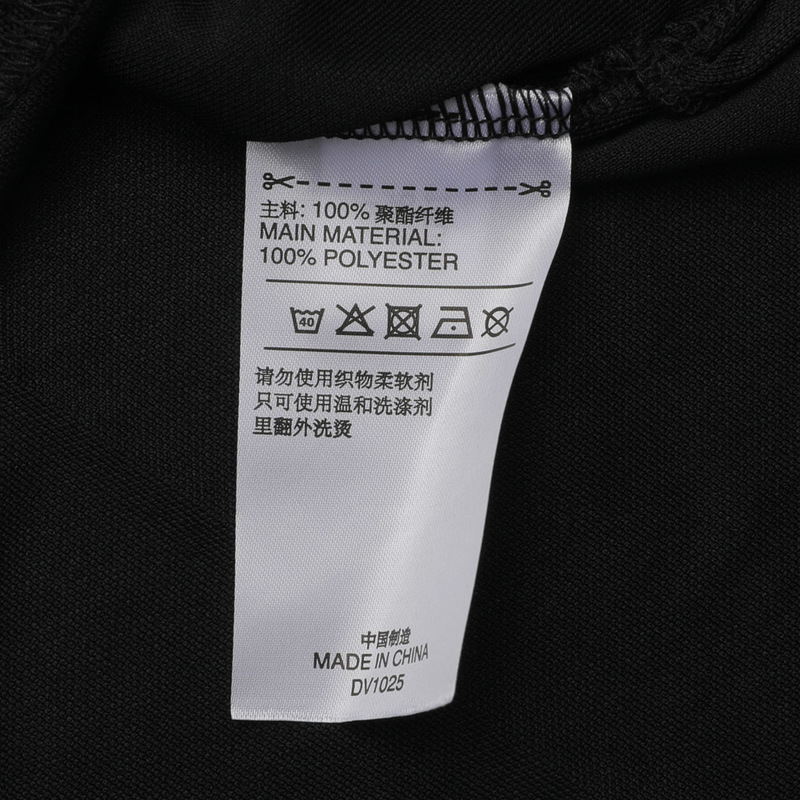 主料: 100% 聚酯纤维
MAIN MATERIAL:
100% POLYESTER
40
请勿使用织物柔软剂
只可使用温和洗涤剂
里翻外洗烫
中国制造
MADE IN CHINA
DV1025